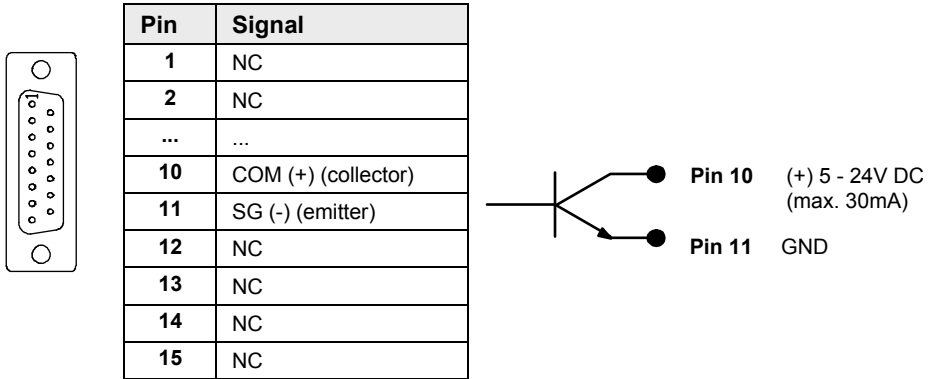 1
Pin Signal
1 NC
2 NC
... ...
10 COM (+) (collector)
11 SG (-) (emitter)
12 NC
13 NC
14 NC
15 NC
Pin 10 (+) 5 - 24V DC
(max. 30mA)
Pin 11 GND